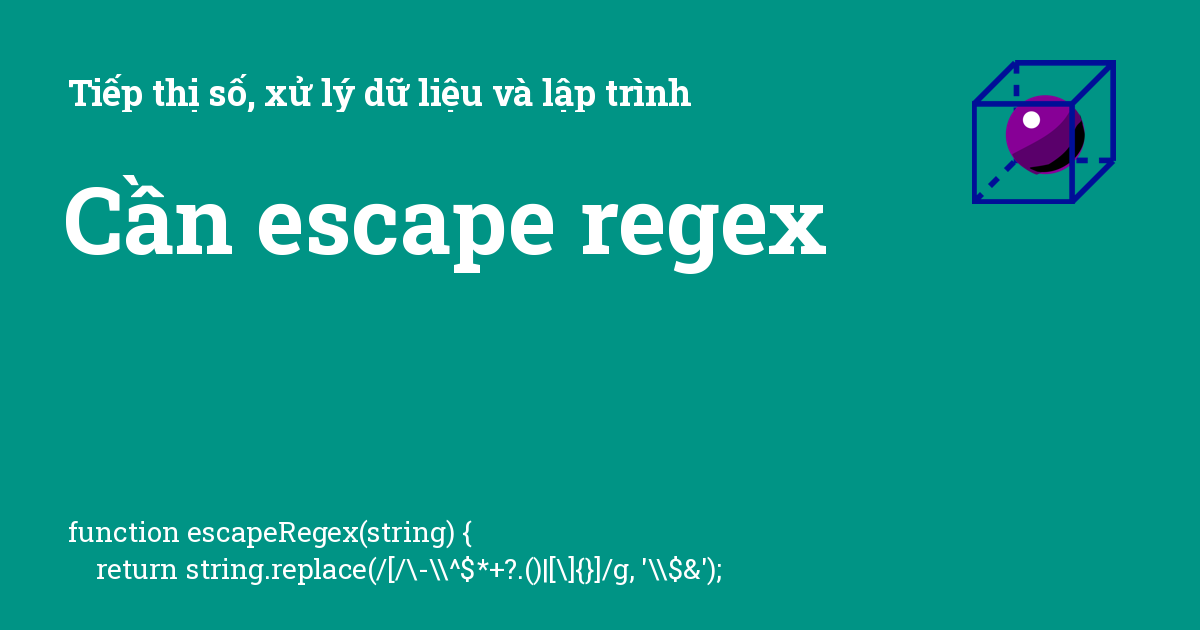 Tiếp thị số, xử lý dữ liệu và lập trình
Cần escape regex
function escapeRegex(string) {
return string.replace(/[/\-\\^$*+?.()|[\]{}]/g, '\\$&');